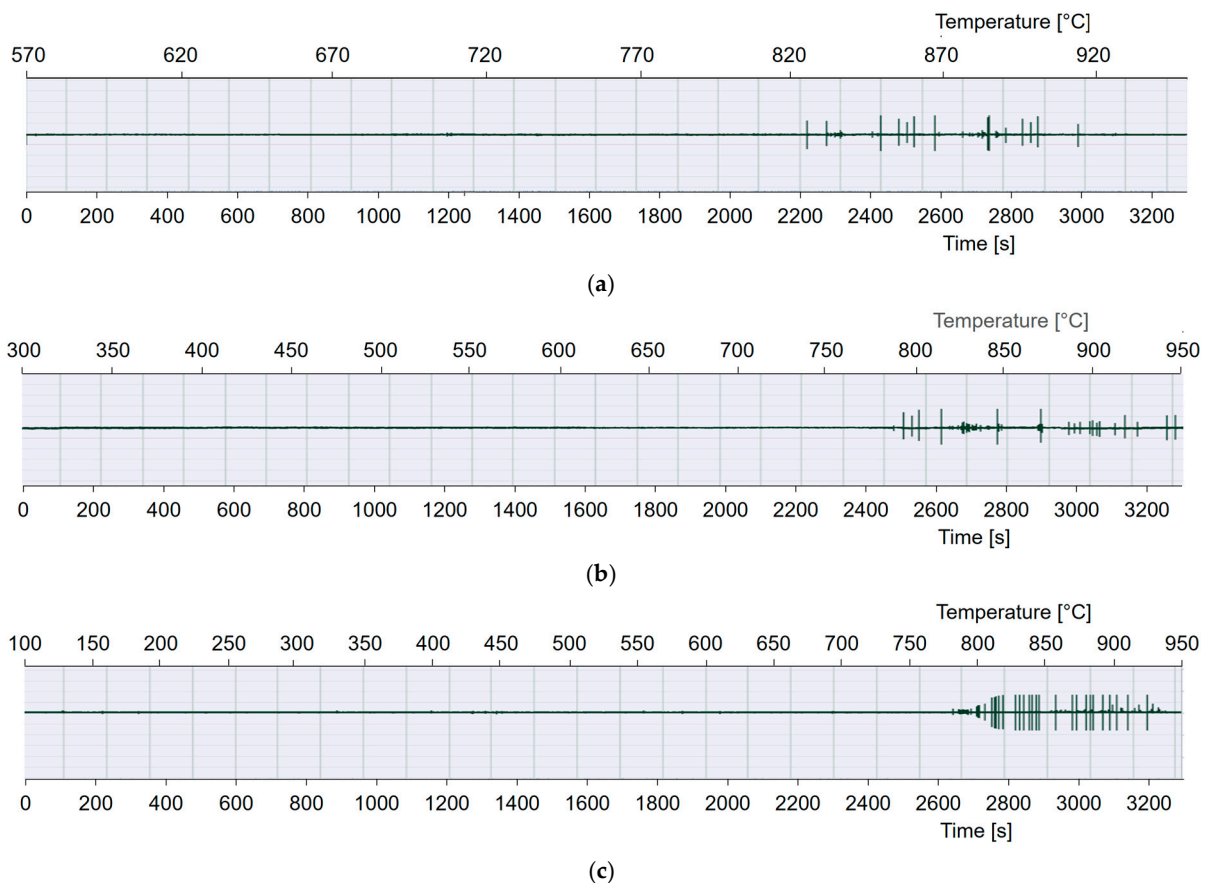 Temperature [°C]
570 620 670 720 770 820 870 920
0 200 400 600 800 1000 1200 1400 1600 1800 2000 2200 2400 2600 2800 3000 3200
Time [s]
(a)
Temperature [°C]
300 350 400 450 500 550 600 650 700 750 800 850 900 950
0 200 400 600 800 1000 1200 1400 1600 1800 2000 2200 2400 2600 2800 3000 3200
Time [s]
(b)
Temperature [°C]
100 150 200 250 300 350 400 450 500 550 600 650 700 750 800 850 900 950
0 200 400 600 800 1000 1200 1400 1600 1800 2000 2200 2400 2600 2800 3000 3200
Time [s]
(c)